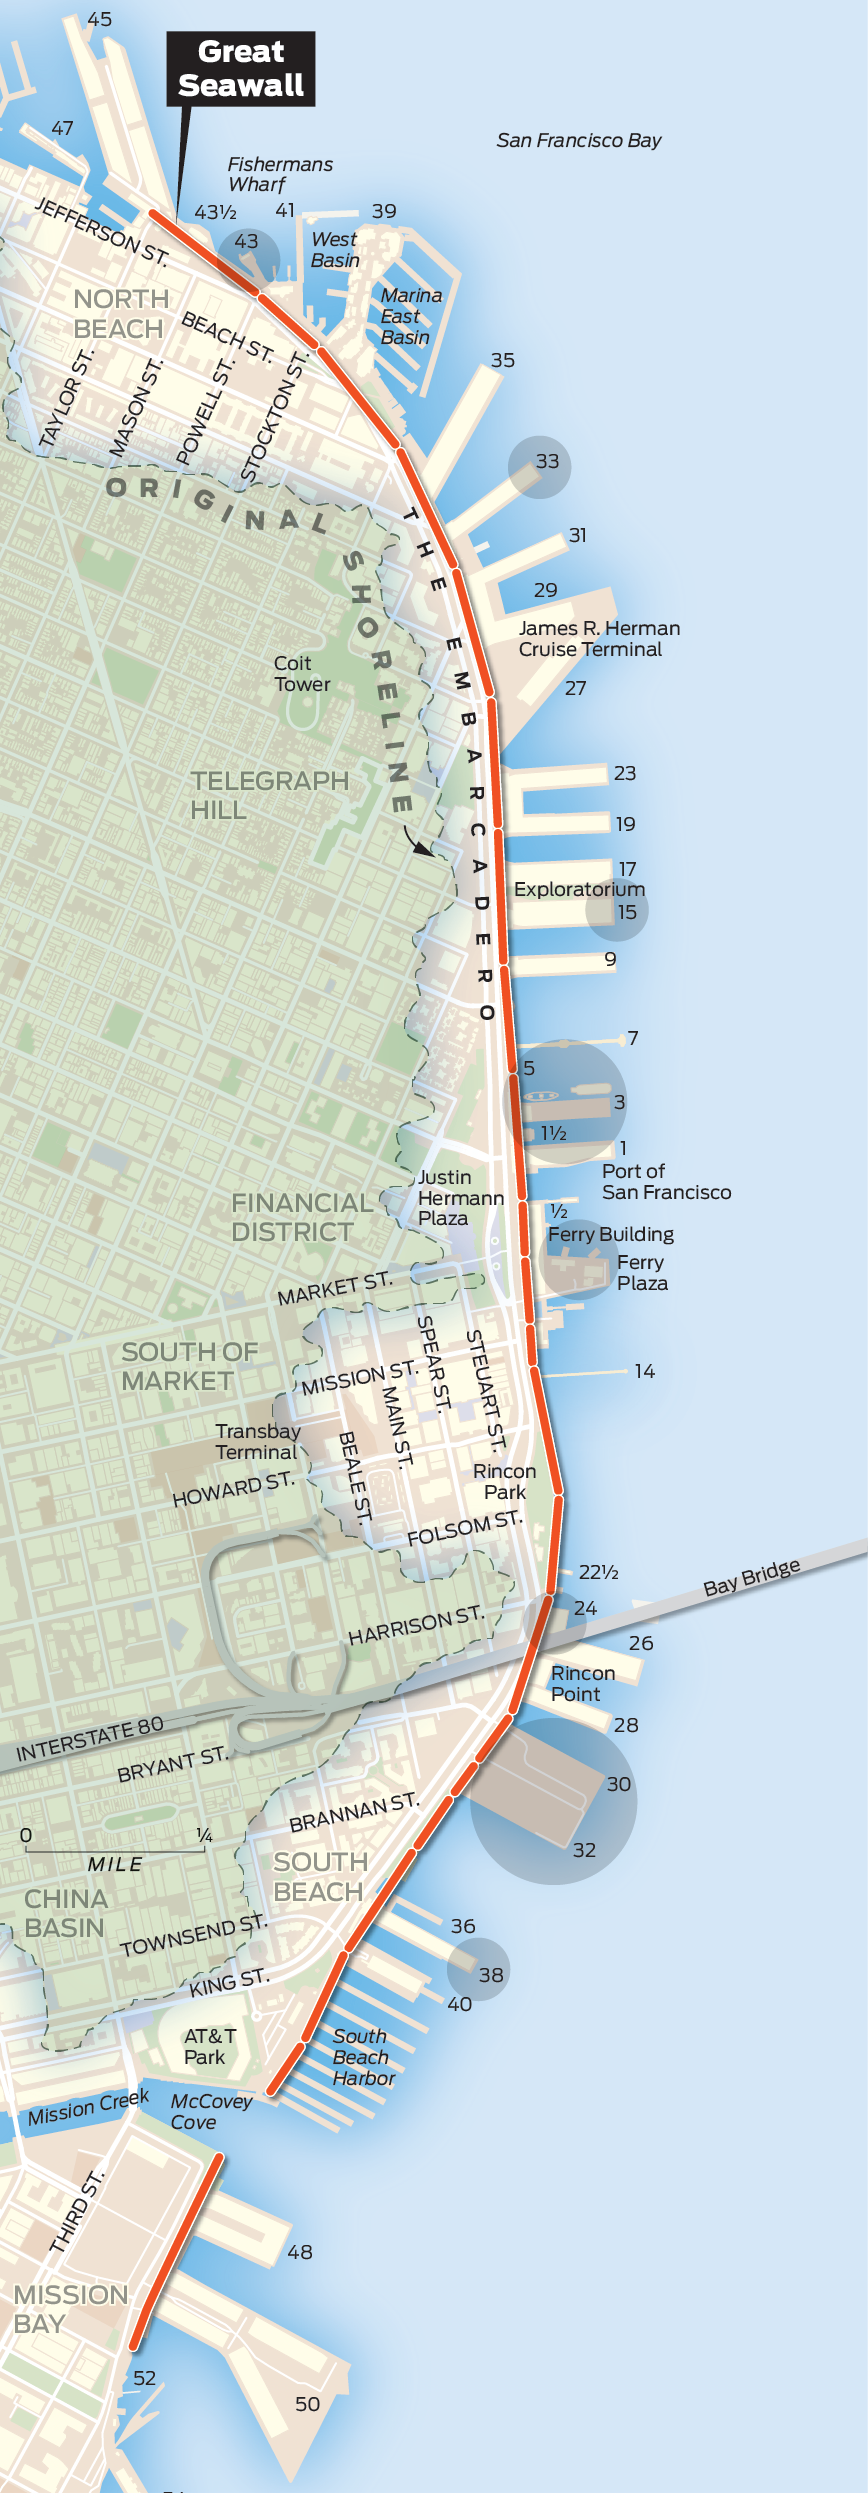 45
Great
Seawall
47
San Francisco Bay
Fishermans
Wharf
43½
41
39
JEFFERSON ST.
43
West
Basin
NORTH
BEACH
Marina
East
Basin
BEACH ST.
TAYLOR ST.
MASON ST.
POWELL ST.
STOCKTON ST.
35
33
ORIGINAL SHORELINE
THE EMBARCADERO
31
29
James R. Herman
Cruise Terminal
Coit
Tower
27
TELEGRAPH
HILL
23
19
17
Exploratorium
15
9
7
5
3
1½
1
Port of
San Francisco
Justin
Hermann
Plaza
FINANCIAL
DISTRICT
½
Ferry Building
Ferry
Plaza
MARKET ST.
SOUTH OF
MARKET
SPEAR ST.
STEUART ST.
MISSION ST.
MAIN ST.
14
Transbay
Terminal
BEALE ST.
HOWARD ST.
Rincon
Park
FOLSOM ST.
22½
Bay Bridge
24
HARRISON ST.
26
Rincon
Point
28
INTERSTATE 80
BRYANT ST.
30
BRANNAN ST.
0
¼
MILE
32
SOUTH
BEACH
CHINA
BASIN
TOWNSEND ST.
36
38
KING ST.
40
AT&T
Park
South
Beach
Harbor
Mission Creek
McCovey
Cove
THIRD ST.
48
MISSION
BAY
52
50